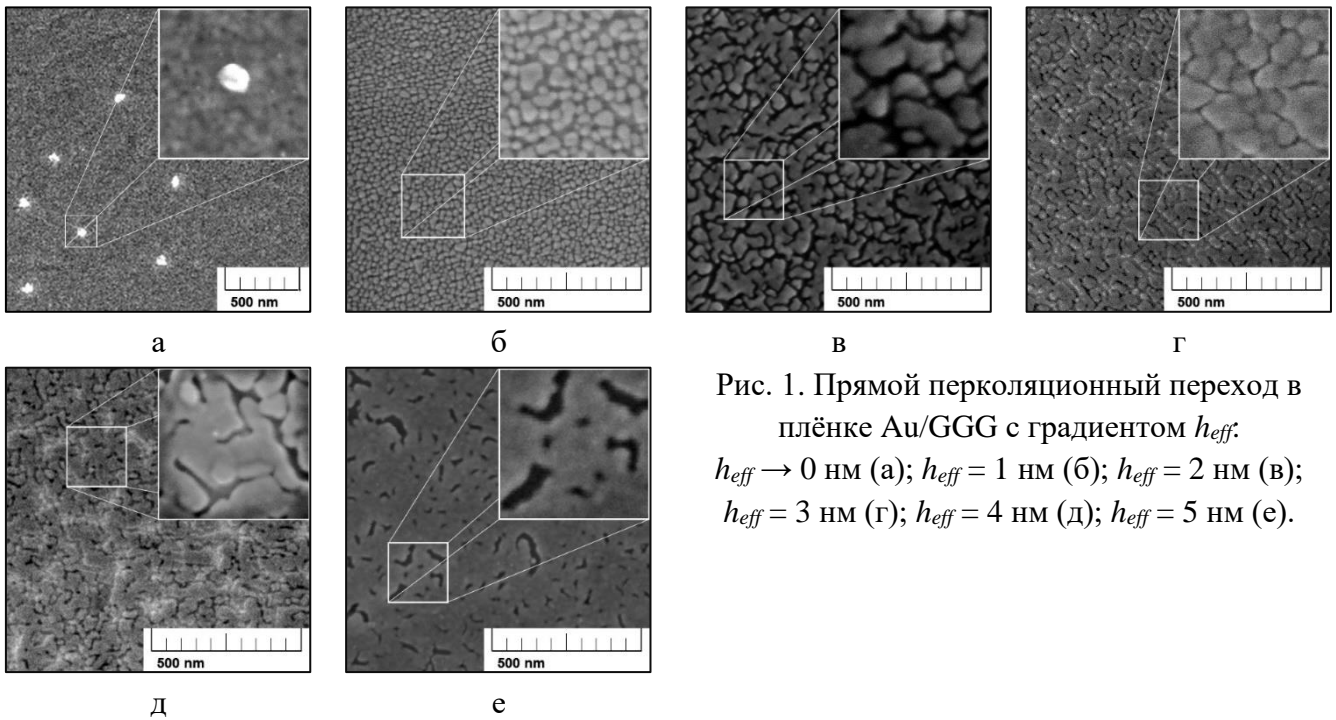 500 nm
500 nm
500 nm
500 nm
а
б
в
г
500 nm
500 nm
д
е
Рис. 1. Прямой перколяционный переход в
плёнке Au/GGG с градиентом heff:
heff → 0 нм (а); heff = 1 нм (б); heff = 2 нм (в);
heff = 3 нм (г); heff = 4 нм (д); heff = 5 нм (е).